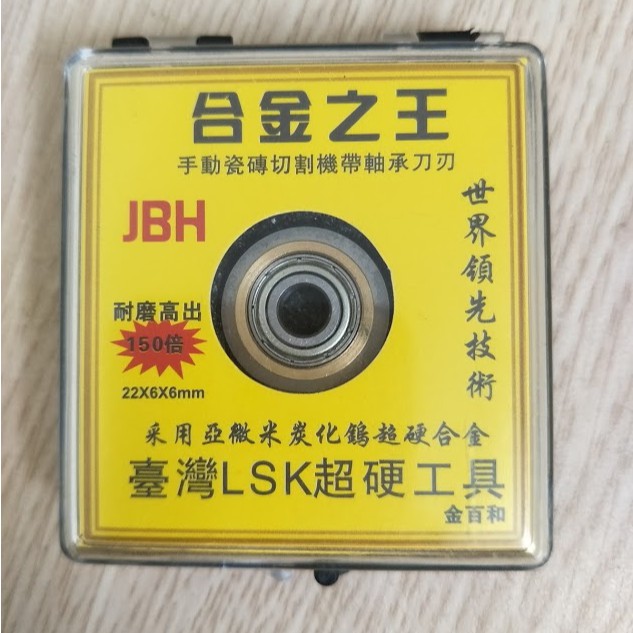 合金之王
手動瓷磚切割機帶軸承刀刃
JBH
世界領先技術
耐磨高出
150倍
22X6X6mm
采用亞微米炭化鎢超硬合金
臺灣LSK超硬工具
金百和